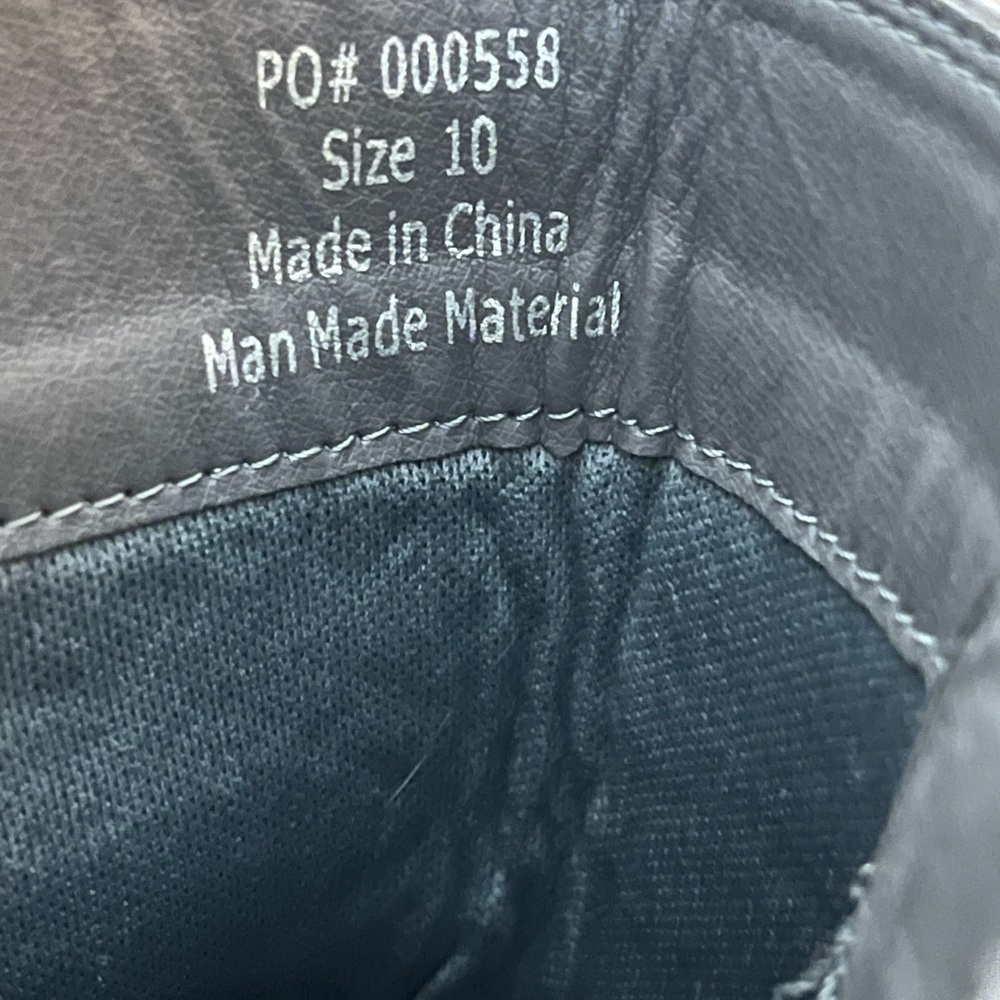 PO# 000558
Size 10
Made in China
Man Made Material